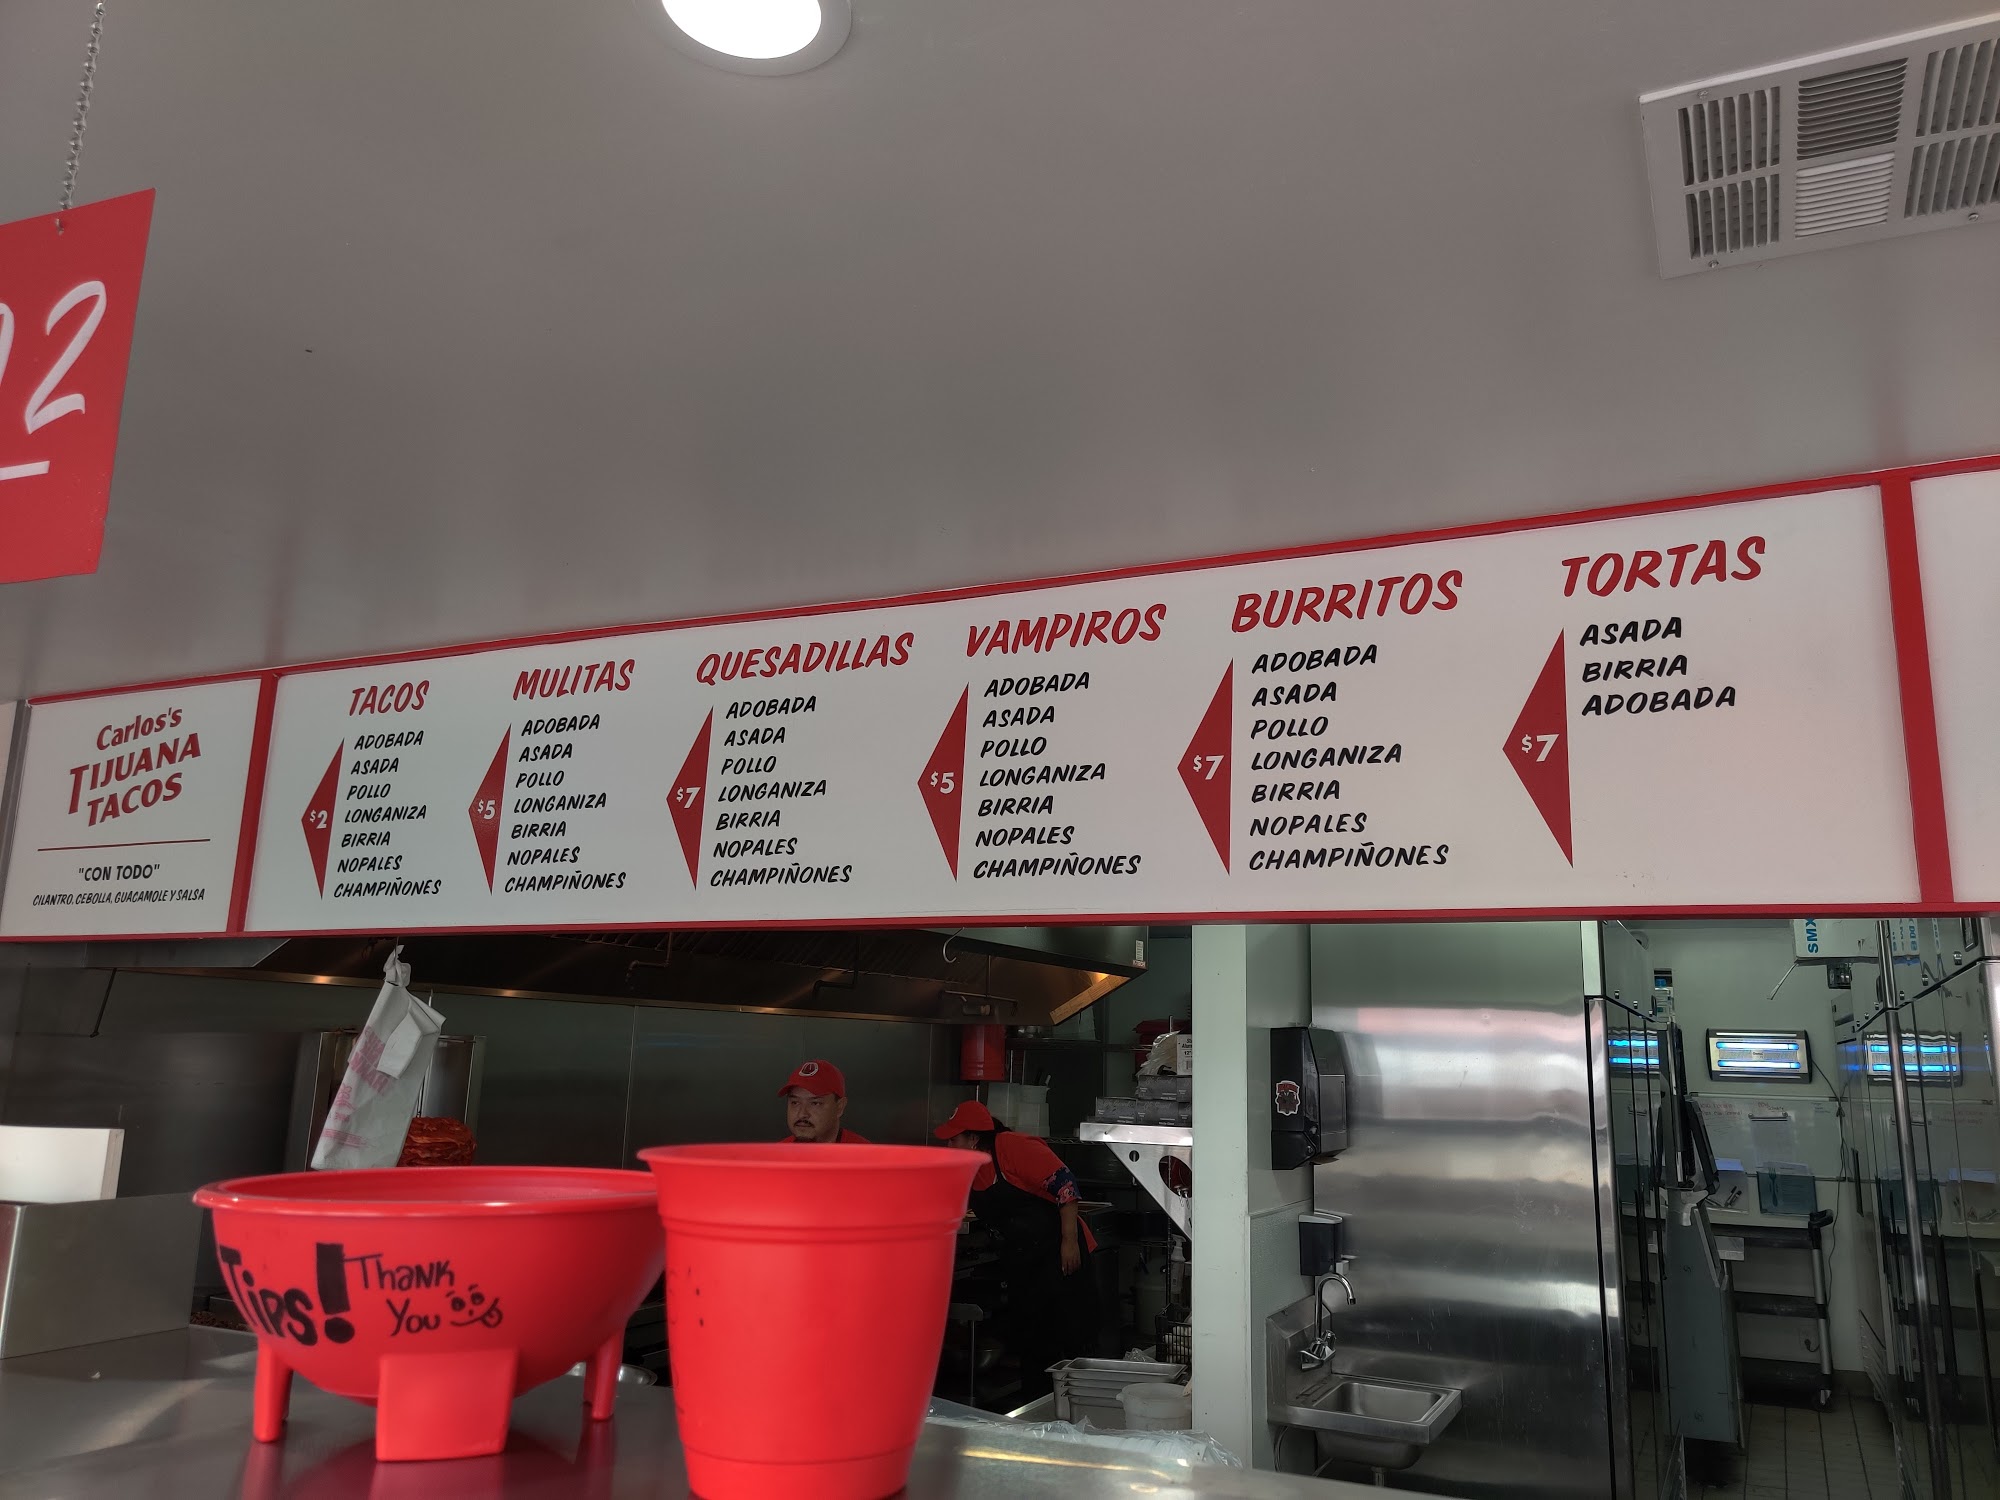 2
Carlos's
TIJUANA
TACOS
"CON TODO"
CILANTRO, CEBOLLA, GUACAMOLE Y SALSA
TACOS
$2
ADOBADA
ASADA
POLLO
LONGANIZA
BIRRIA
NOPALES
CHAMPIÑONES
MULITAS
$5
ADOBADA
ASADA
POLLO
LONGANIZA
BIRRIA
NOPALES
CHAMPIÑONES
QUESADILLAS
$7
ADOBADA
ASADA
POLLO
LONGANIZA
BIRRIA
NOPALES
CHAMPIÑONES
VAMPIROS
$5
ADOBADA
ASADA
POLLO
LONGANIZA
BIRRIA
NOPALES
CHAMPIÑONES
BURRITOS
$7
ADOBADA
ASADA
POLLO
LONGANIZA
BIRRIA
NOPALES
CHAMPIÑONES
TORTAS
$7
ASADA
BIRRIA
ADOBADA
TIPS!
THANK
YOU